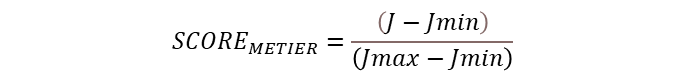 SCORE_METIER = (J − Jmin) / (Jmax − Jmin)